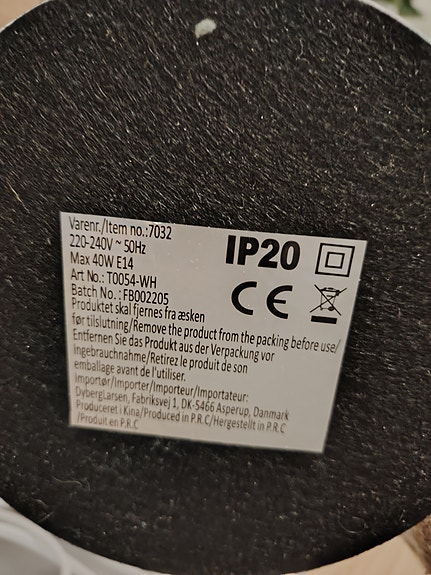 Varenr./Item no.:7032
220-240V ~ 50Hz
Max 40W E14
Art No.: T0054-WH
Batch No.: FB002205
IP20
CE
Produktet skal fjernes fra æsken
før tilslutning/Remove the product from the packing before use/
Entfernen Sie das Produkt aus der Verpackung vor
Ingebrauchnahme/Retirez le produit de son
emballage avant de l'utiliser.
Importør/Importer/Importeur/Importateur:
DybergLarsen, Fabriksvej 1, DK-5466 Asperup, Danmark
Produceret i Kina/Produced in P.R.C/Hergestellt in P.R.C
/Produit en P.R.C